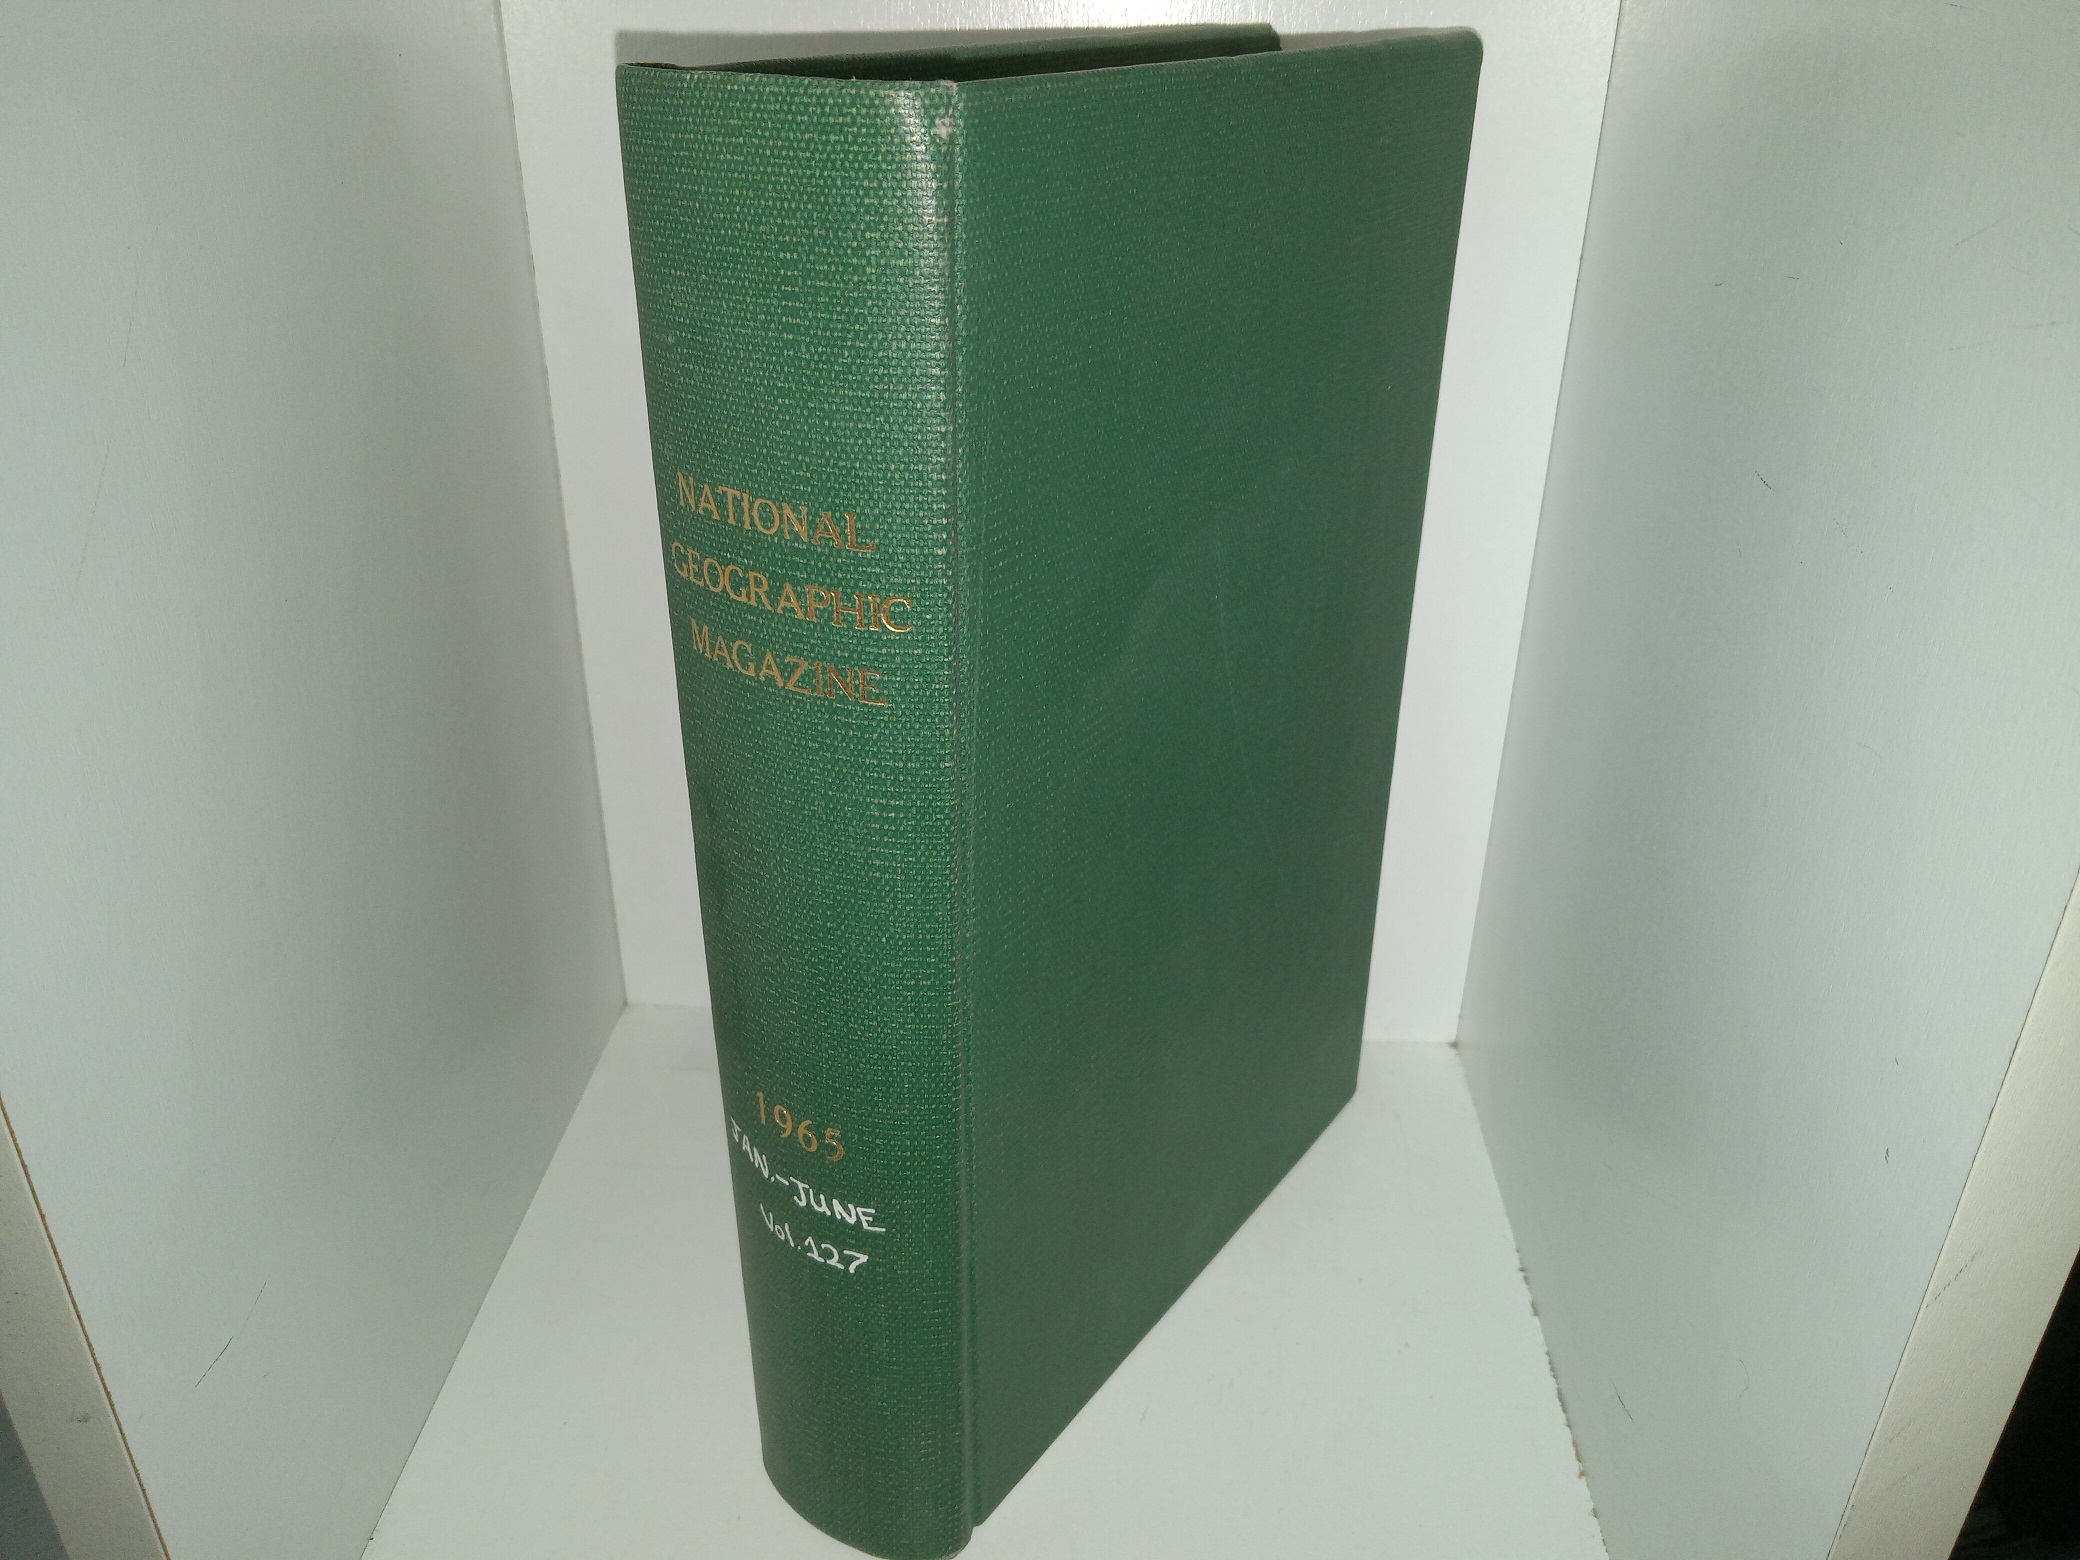 NATIONAL
GEOGRAPHIC
MAGAZINE
1965
JAN.-JUNE
Vol.127